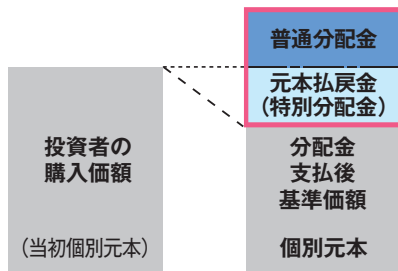 普通分配金
元本払戻金
（特別分配金）
投資者の
購入価額
（当初個別元本）
分配金
支払後
基準価額
個別元本